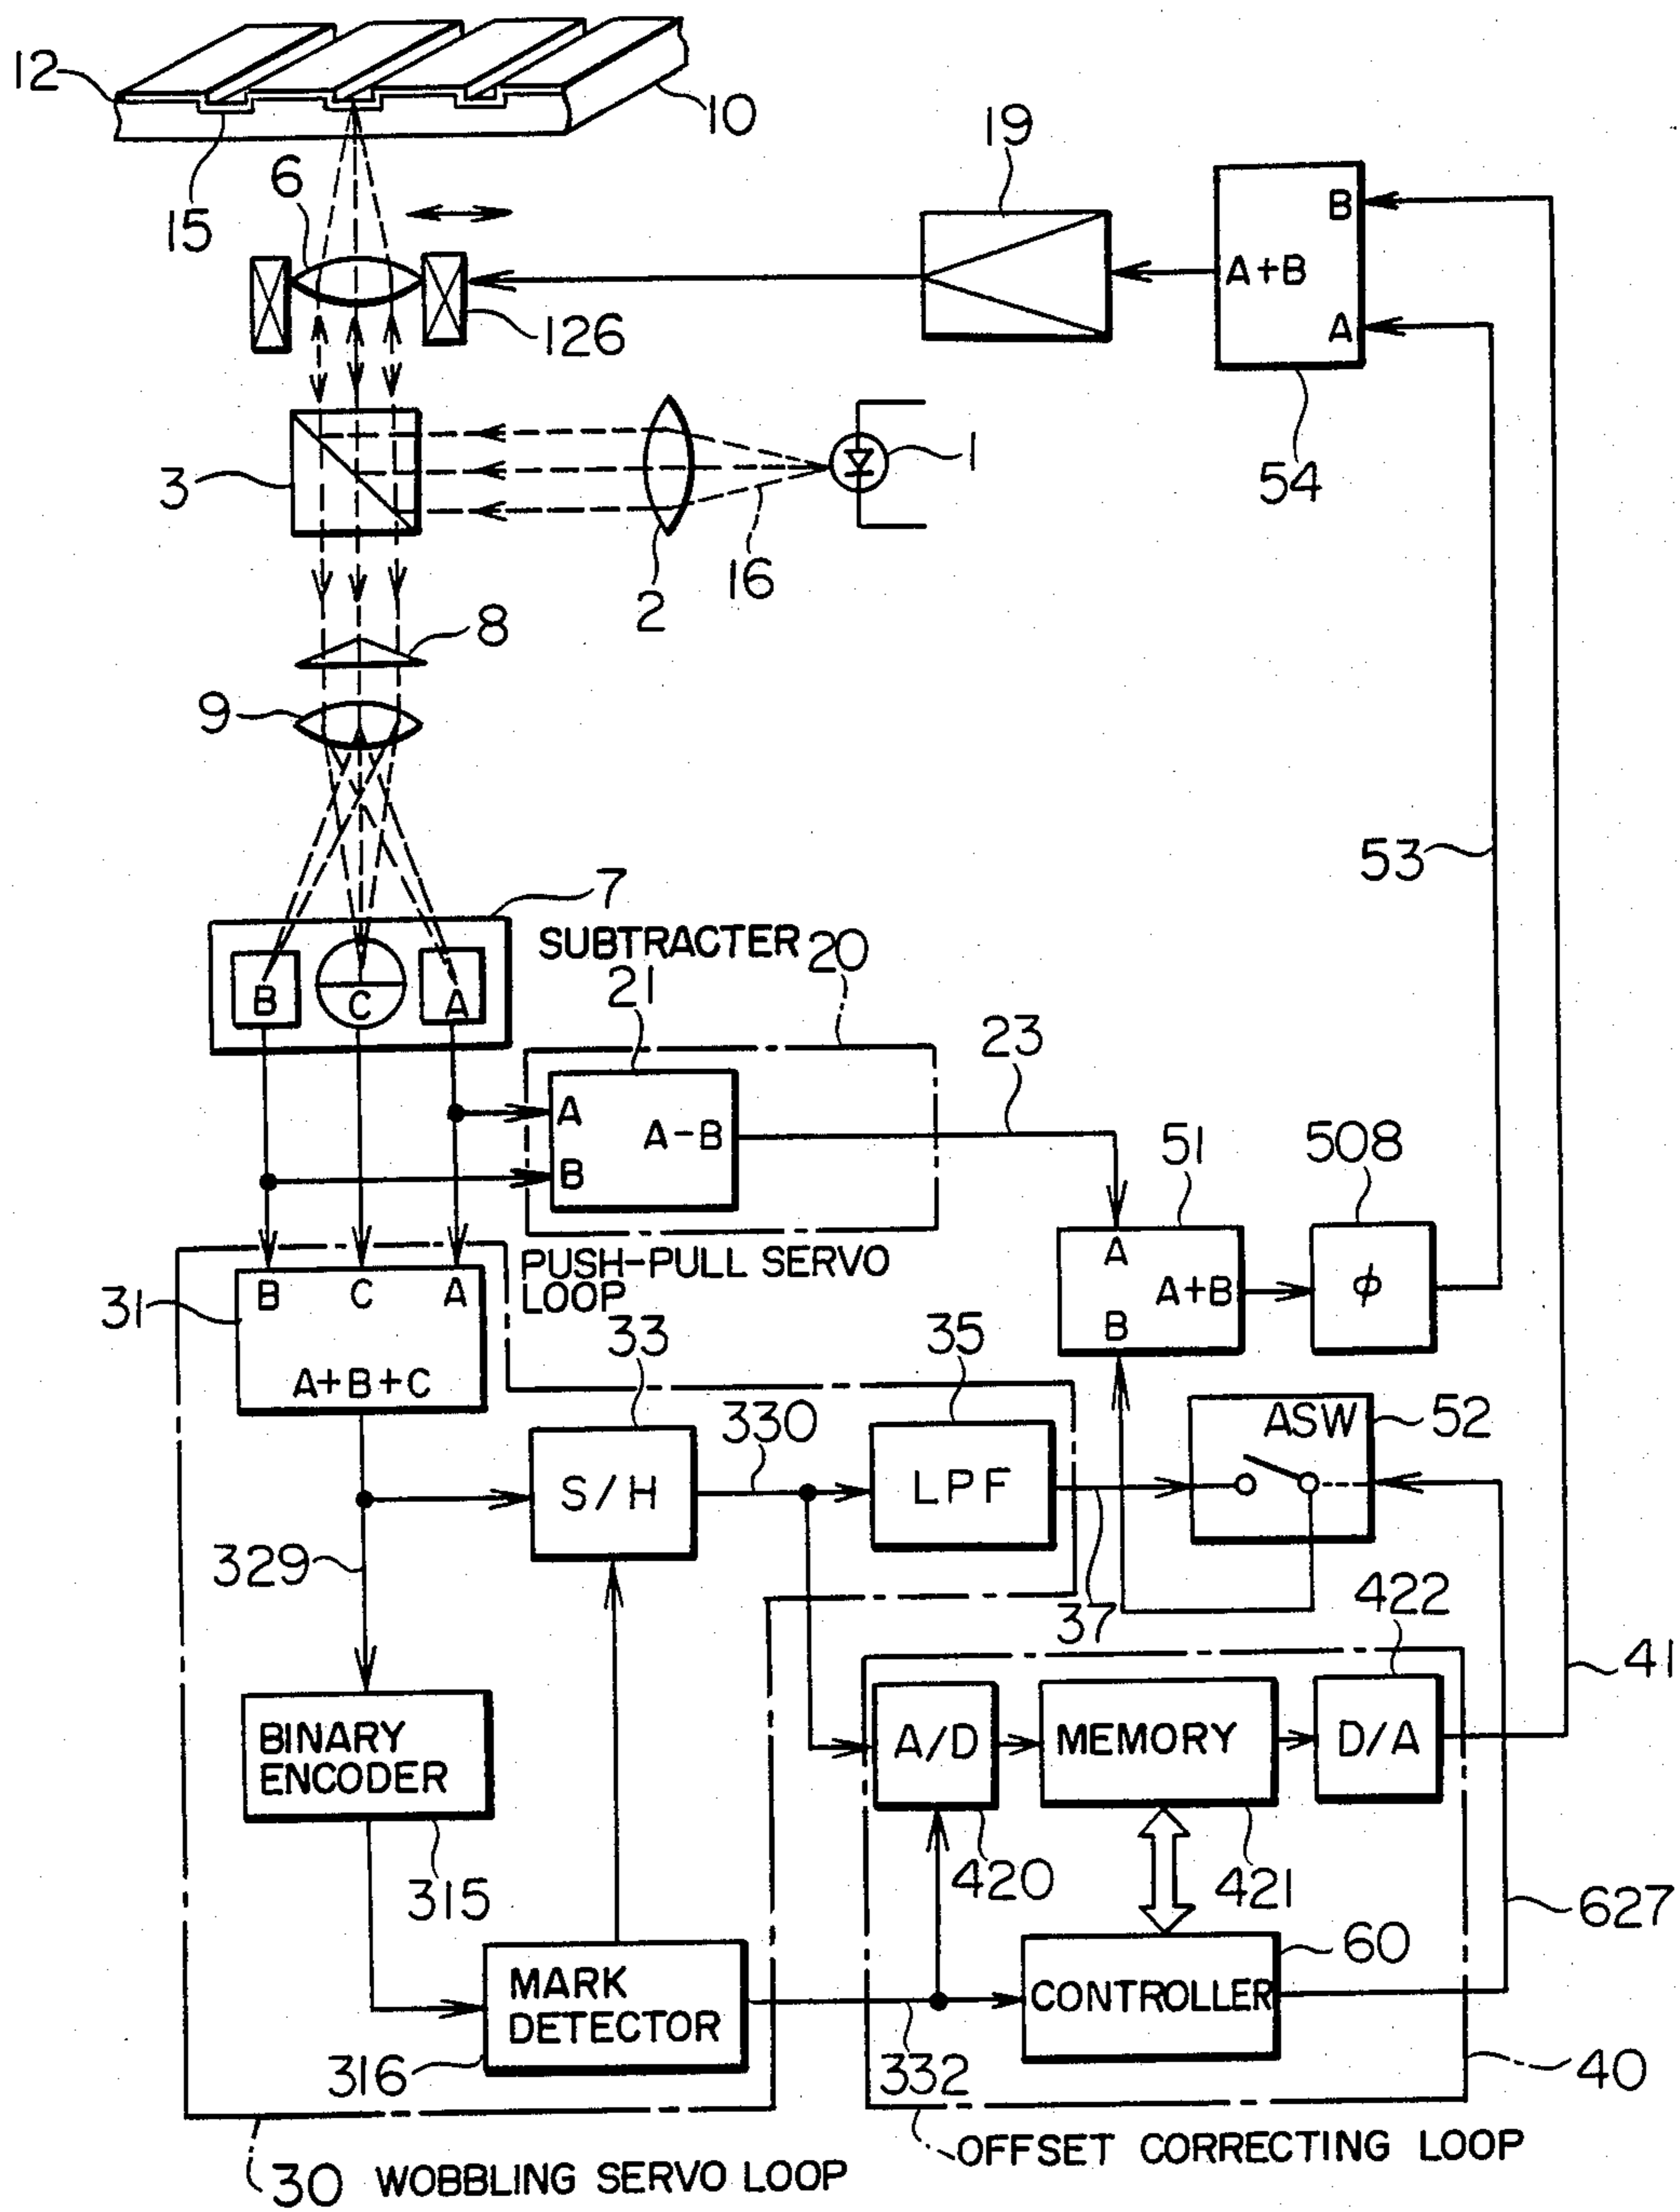 12
10
15
6
126
19
B
A+B
A
54
3
2
16
1
8
9
53
7
SUBTRACTER
20
21
B
C
A
A
B
A-B
23
PUSH-PULL SERVO
LOOP
51
508
A
A+B
B
φ
31
B
C
A
A+B+C
33
330
35
S/H
LPF
ASW
52
37
329
422
41
BINARY
ENCODER
315
A/D
MEMORY
D/A
420
421
627
MARK
DETECTOR
316
332
CONTROLLER
60
40
OFFSET CORRECTING LOOP
30
WOBBLING SERVO LOOP